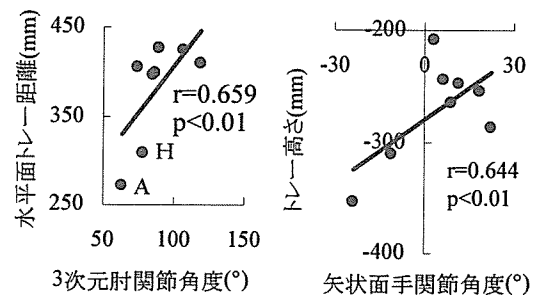 水平面トレー距離(mm)
450
350
250
50
100
150
r=0.659
p<0.01
H
A
3次元肘関節角度(°)
トレー高さ(mm)
-200
-300
-400
-30
0
30
r=0.644
p<0.01
矢状面手関節角度(°)